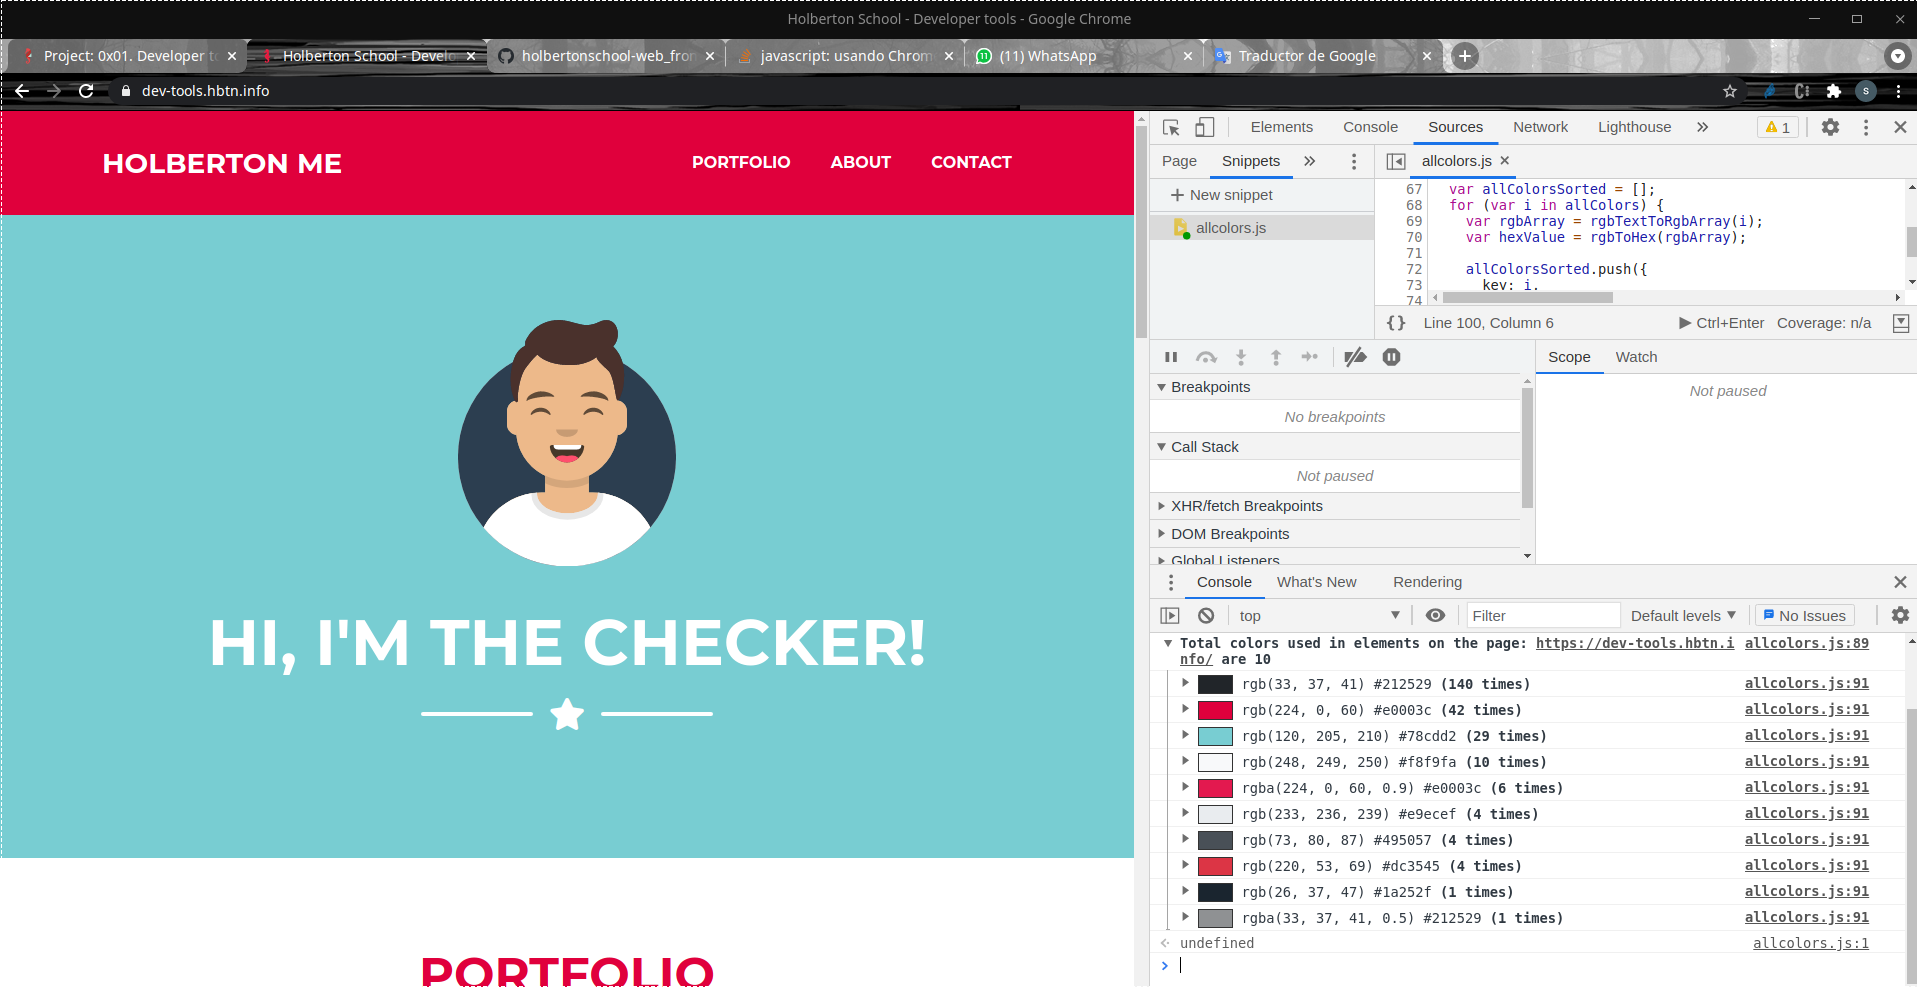 Holberton School - Developer tools - Google Chrome
Project: 0x01. Developer to
Holberton School - Develo
holbertonschool-web_fron
javascript: usando Chrom
(11) WhatsApp
Traductor de Google
dev-tools.hbtn.info
S
HOLBERTON ME
PORTFOLIO
ABOUT
CONTACT
HI, I'M THE CHECKER!
PORTFOLIO
Elements
Console
Sources
Network
Lighthouse
1
Page
Snippets
allcolors.js
New snippet
allcolors.js
67 var allColorsSorted = [];
68 for (var i in allColors) {
69 var rgbArray = rgbTextToRgbArray(i);
70 var hexValue = rgbToHex(rgbArray);
71
72 allColorsSorted.push({
73 key: i,
74
{} Line 100, Column 6
Ctrl+Enter
Coverage: n/a
Breakpoints
No breakpoints
Call Stack
Not paused
XHR/fetch Breakpoints
DOM Breakpoints
Global Listeners
Scope
Watch
Not paused
Console
What's New
Rendering
top
Filter
Default levels
No Issues
Total colors used in elements on the page: https://dev-tools.hbtn.i allcolors.js:89
nfo/ are 10
rgb(33, 37, 41) #212529 (140 times) allcolors.js:91
rgb(224, 0, 60) #e0003c (42 times) allcolors.js:91
rgb(120, 205, 210) #78cdd2 (29 times) allcolors.js:91
rgb(248, 249, 250) #f8f9fa (10 times) allcolors.js:91
rgba(224, 0, 60, 0.9) #e0003c (6 times) allcolors.js:91
rgb(233, 236, 239) #e9ecef (4 times) allcolors.js:91
rgb(73, 80, 87) #495057 (4 times) allcolors.js:91
rgb(220, 53, 69) #dc3545 (4 times) allcolors.js:91
rgb(26, 37, 47) #1a252f (1 times) allcolors.js:91
rgba(33, 37, 41, 0.5) #212529 (1 times) allcolors.js:91
undefined allcolors.js:1